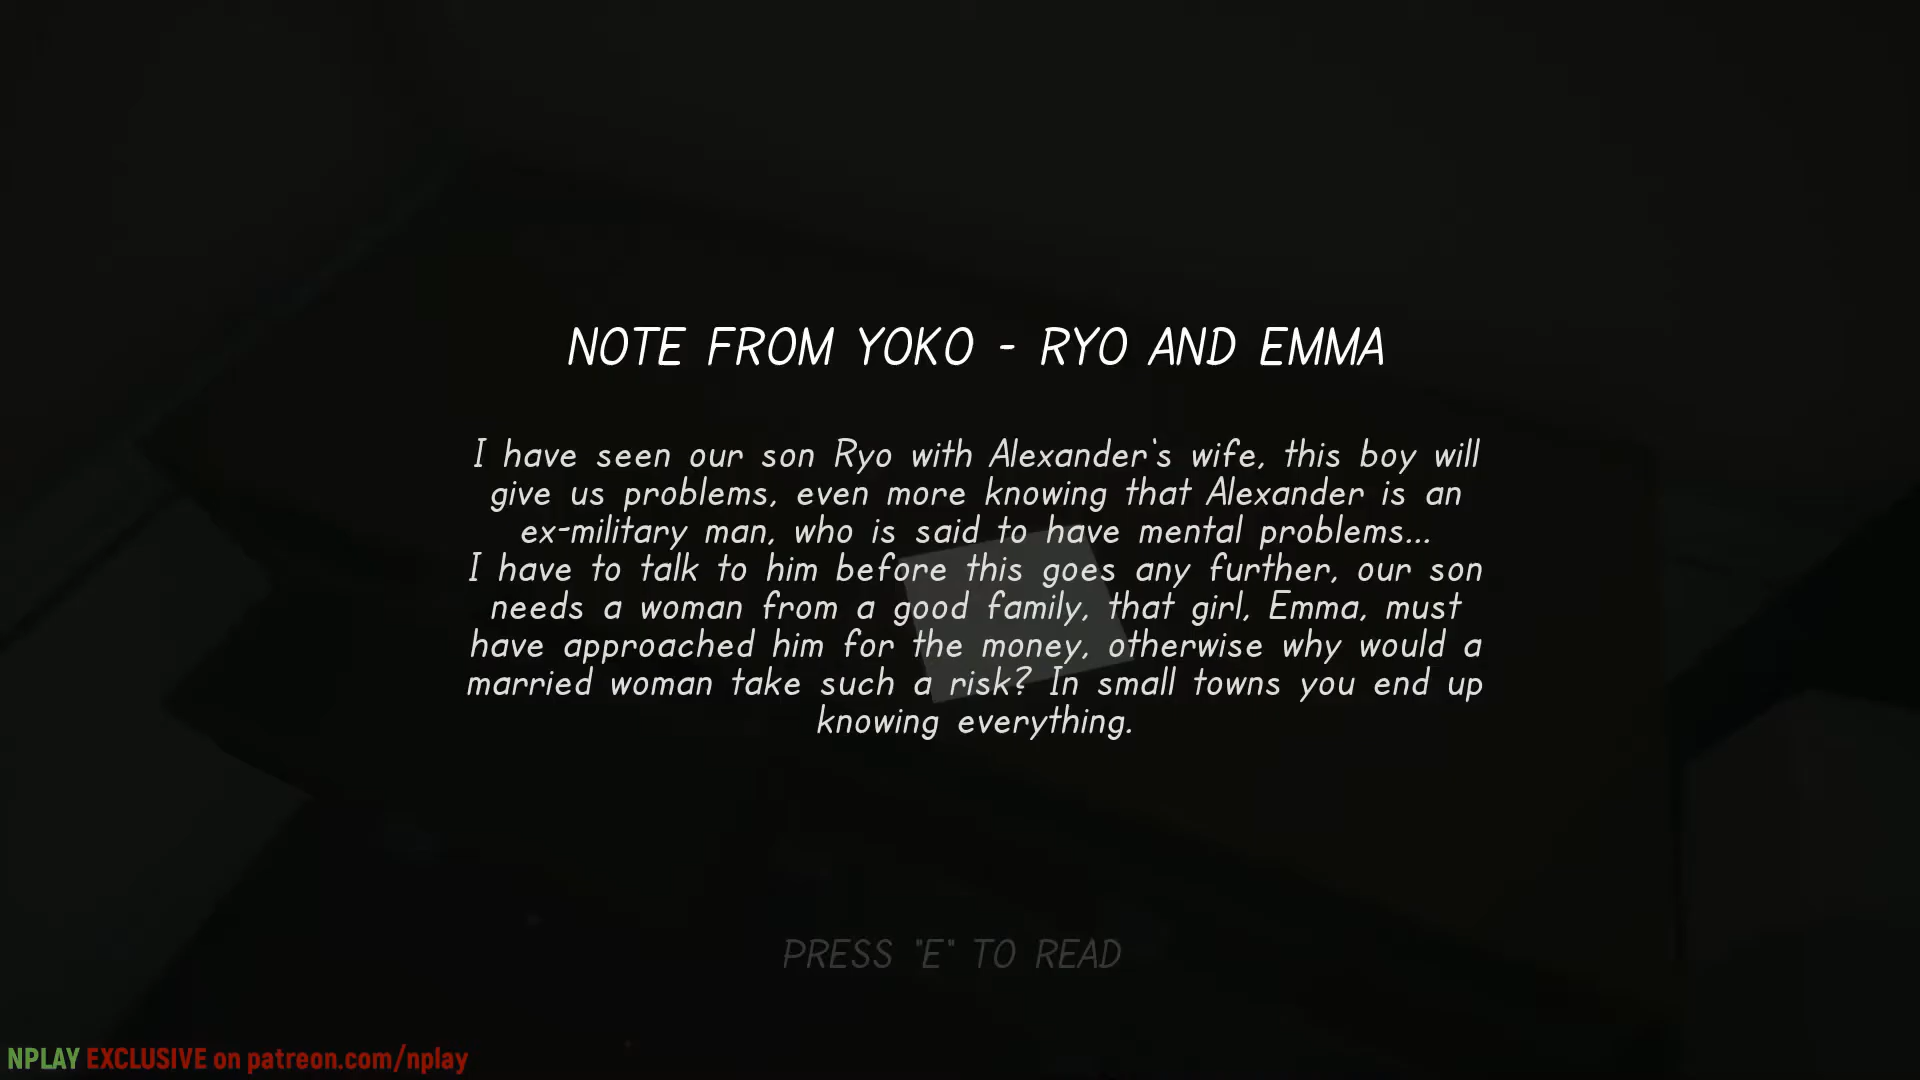 NOTE FROM YOKO - RYO AND EMMA
I have seen our son Ryo with Alexander`s wife, this boy will
give us problems, even more knowing that Alexander is an
ex-military man, who is said to have mental problems...
I have to talk to him before this goes any further, our son
needs a woman from a good family, that girl, Emma, must
have approached him for the money, otherwise why would a
married woman take such a risk? In small towns you end up
knowing everything.
PRESS "E" TO READ
NPLAY EXCLUSIVE on patreon.com/nplay